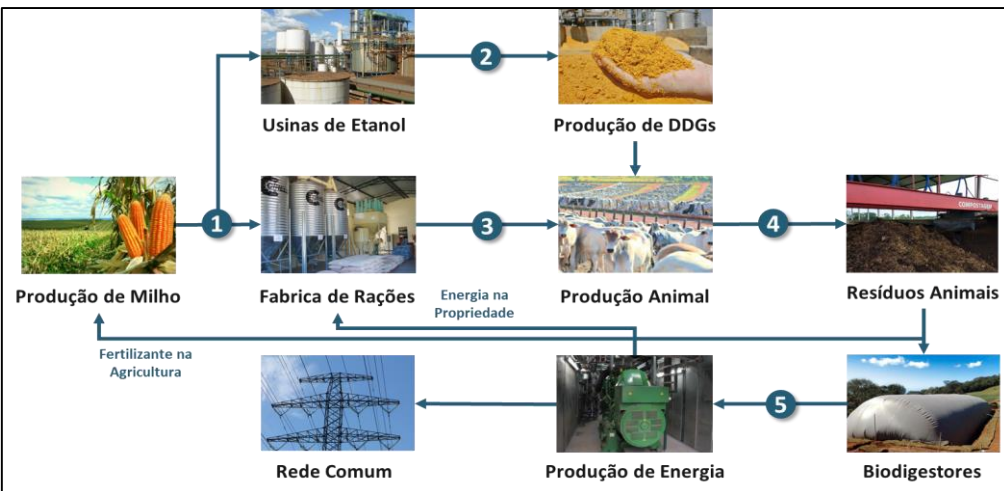 2
Usinas de Etanol
Produção de DDGs
1
3
4
COMPOSTAGEM
Produção de Milho
Fabrica de Rações
Energia na
Propriedade
Produção Animal
Resíduos Animais
Fertilizante na
Agricultura
5
Rede Comum
Produção de Energia
Biodigestores